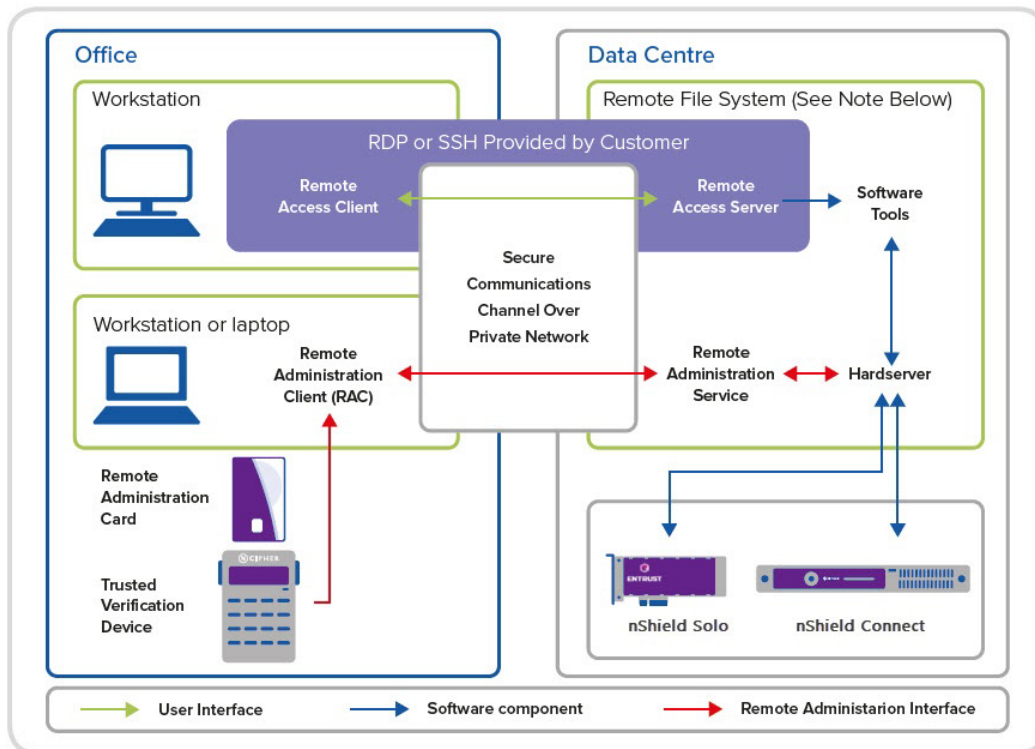 Office
Workstation
RDP or SSH Provided by Customer
Remote
Access Client
Workstation or laptop
Remote
Administration
Client (RAC)
Remote
Administration
Card
CIPHER
Trusted
Verification
Device
Secure
Communications
Channel Over
Private Network
Data Centre
Remote File System (See Note Below)
Remote
Access Server
Software
Tools
Remote
Administration
Service
Hardserver
ENTRUST
nShield Solo
nShield Connect
User Interface
Software component
Remote Administarion Interface